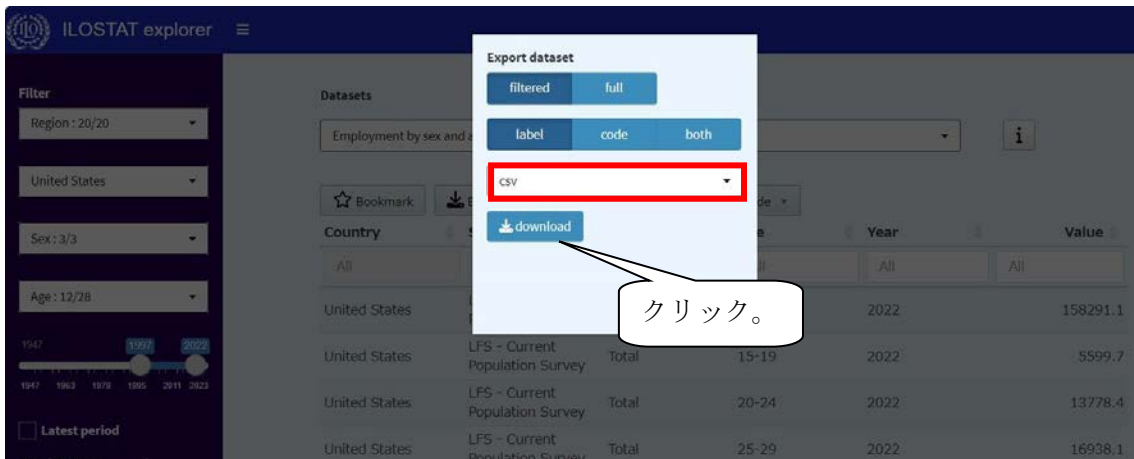 ILOSTAT explorer
Export dataset
filtered full
label code both
csv
download
クリック。
Filter
Region : 20/20
United States
Sex : 3/3
Age : 12/28
1947 1997 2022
1947 1963 1979 1995 2011 2023
Latest period
Datasets
Employment by sex and a
i
Bookmark
Country Year Value
All All All
United States 2022 158291.1
United States LFS - Current Population Survey Total 15-19 2022 5599.7
United States LFS - Current Population Survey Total 20-24 2022 13778.4
United States LFS - Current Population Survey Total 25-29 2022 16938.1